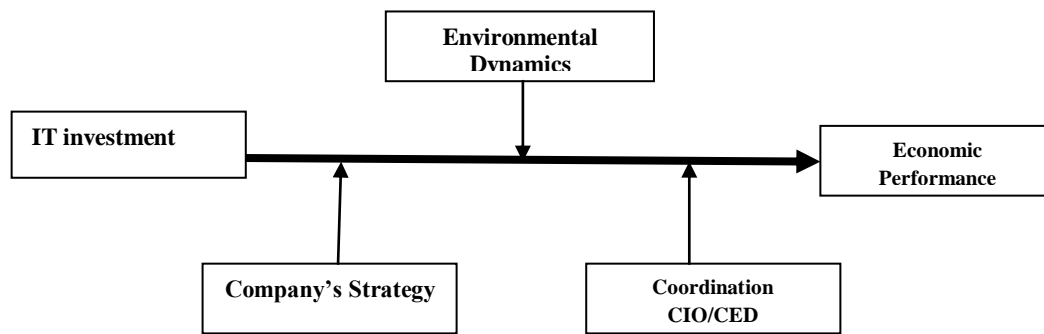 Environmental
Dynamics
IT investment
Economic
Performance
Company’s Strategy
Coordination
CIO/CED